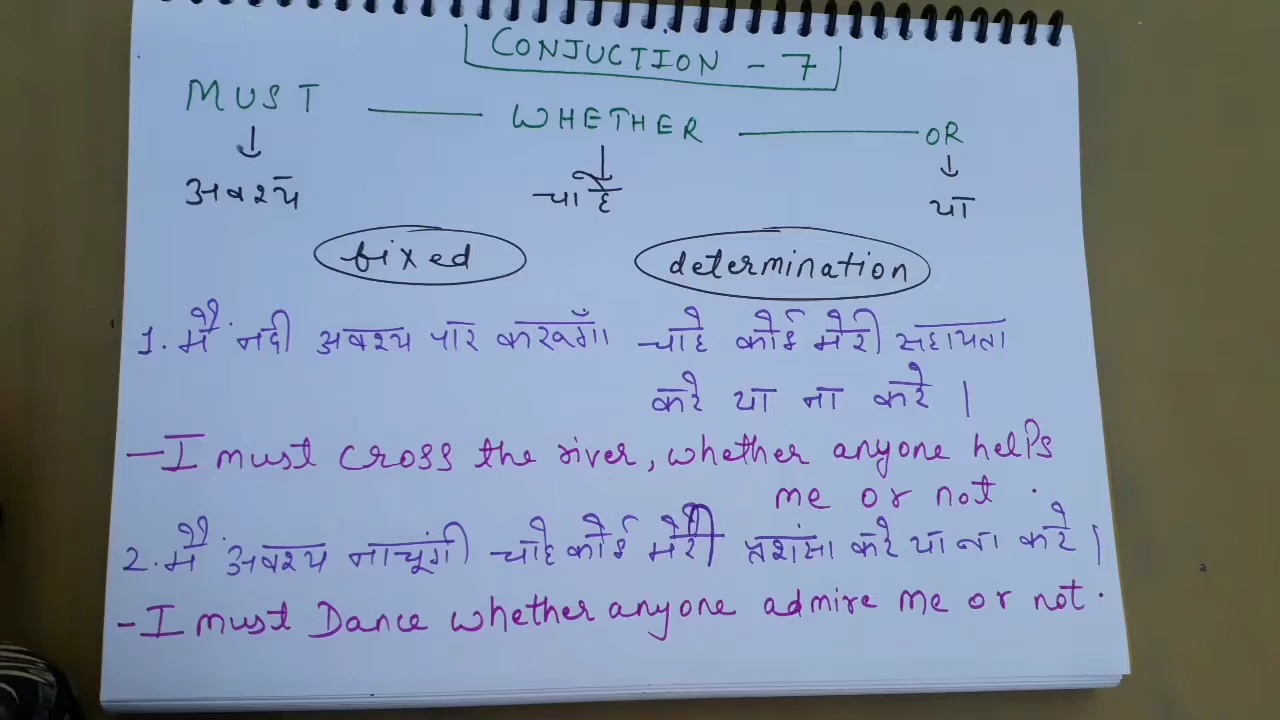 CONJUCTION - 7
MUST — WHETHER — OR
अवश्य चाहे या
fixed determination
1. मैं नदी अवश्य पार करूगाँ चाहे कोई मेरी सहायता
करे या ना करे ।
- I must cross the river, whether anyone helps
me or not .
2. मैं अवश्य नाचूंगी चाहे कोई मेरी प्रशंसा करे या ना करे ।
- I must Dance whether anyone admire me or not .